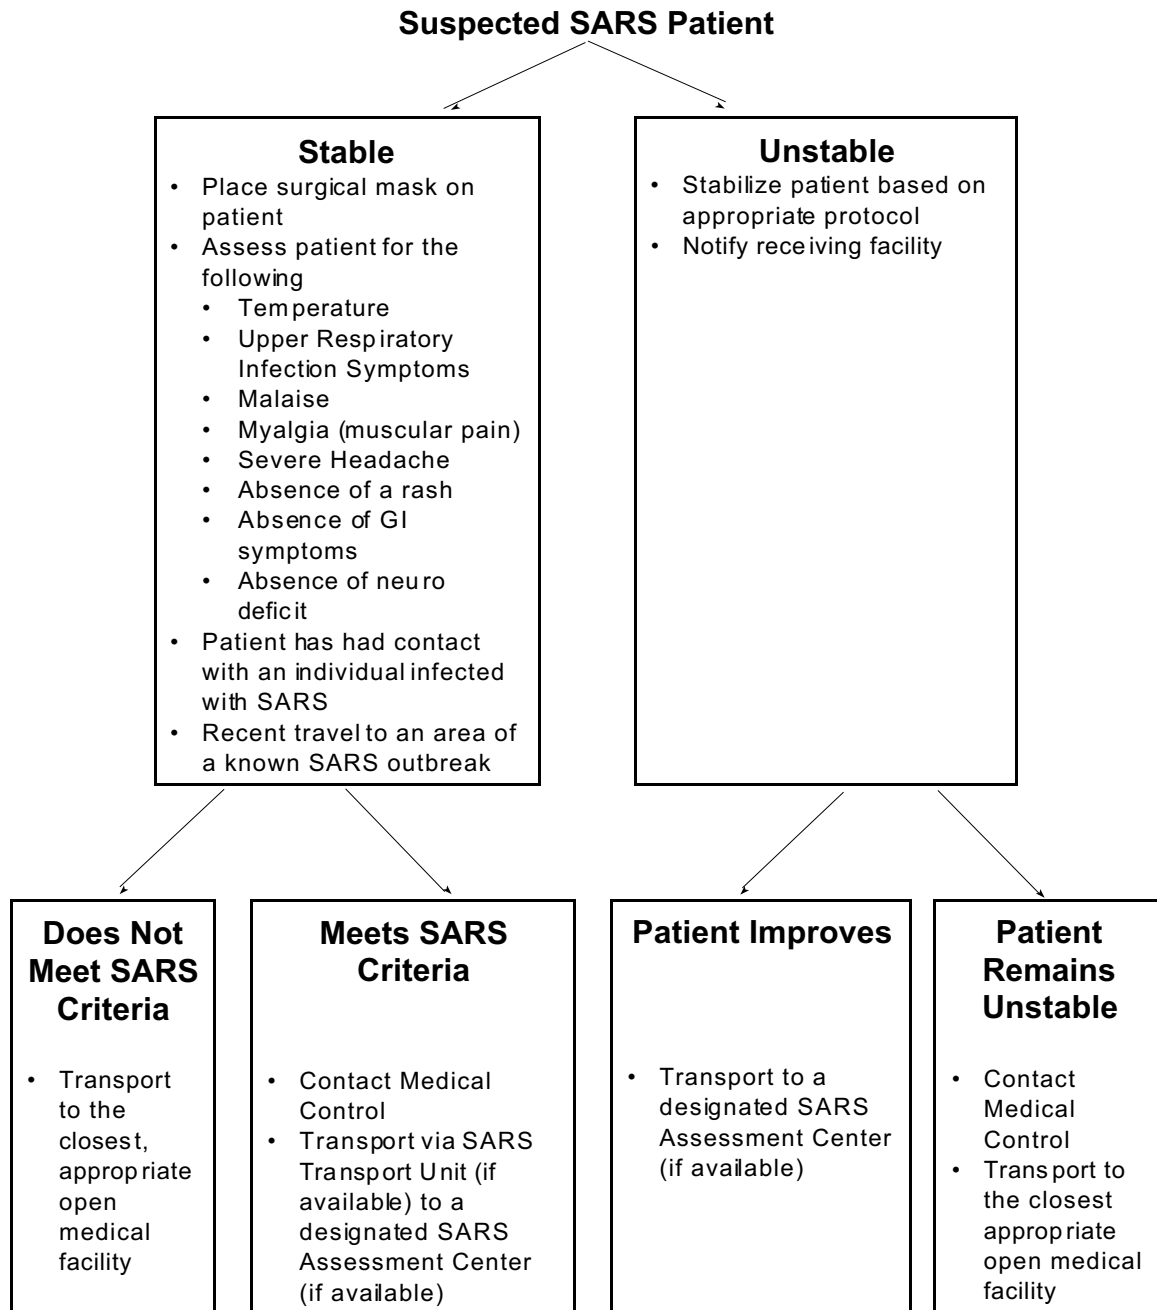 Suspected SARS Patient
Stable
• Place surgical mask on
patient
• Assess patient for the
following
• Temperature
• Upper Respiratory
Infection Symptoms
• Malaise
• Myalgia (muscular pain)
• Severe Headache
• Absence of a rash
• Absence of GI
symptoms
• Absence of neuro
deficit
• Patient has had contact
with an individual infected
with SARS
• Recent travel to an area of
a known SARS outbreak
Unstable
• Stabilize patient based on
appropriate protocol
• Notify receiving facility
Does Not
Meet SARS
Criteria
• Transport
to the
closest,
appropriate
open
medical
facility
Meets SARS
Criteria
• Contact Medical
Control
• Transport via SARS
Transport Unit (if
available) to a
designated SARS
Assessment Center
(if available)
Patient Improves
• Transport to a
designated SARS
Assessment Center
(if available)
Patient
Remains
Unstable
• Contact
Medical
Control
• Transport to
the closest
appropriate
open medical
facility